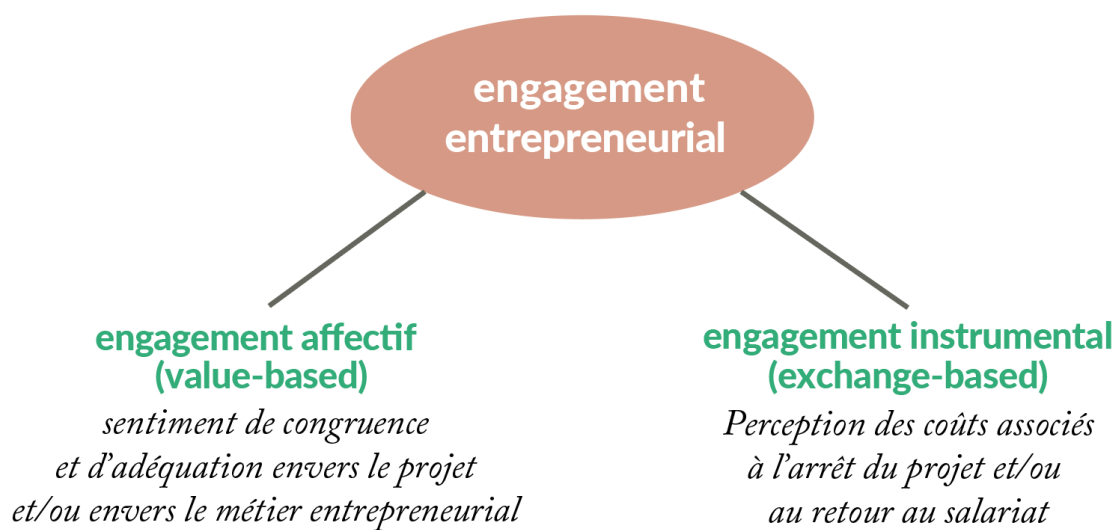 engagement
entrepreneurial
engagement affectif
(value-based)
sentiment de congruence
et d'adéquation envers le projet
et/ou envers le métier entrepreneurial
engagement instrumental
(exchange-based)
Perception des coûts associés
à l'arrêt du projet et/ou
au retour au salariat